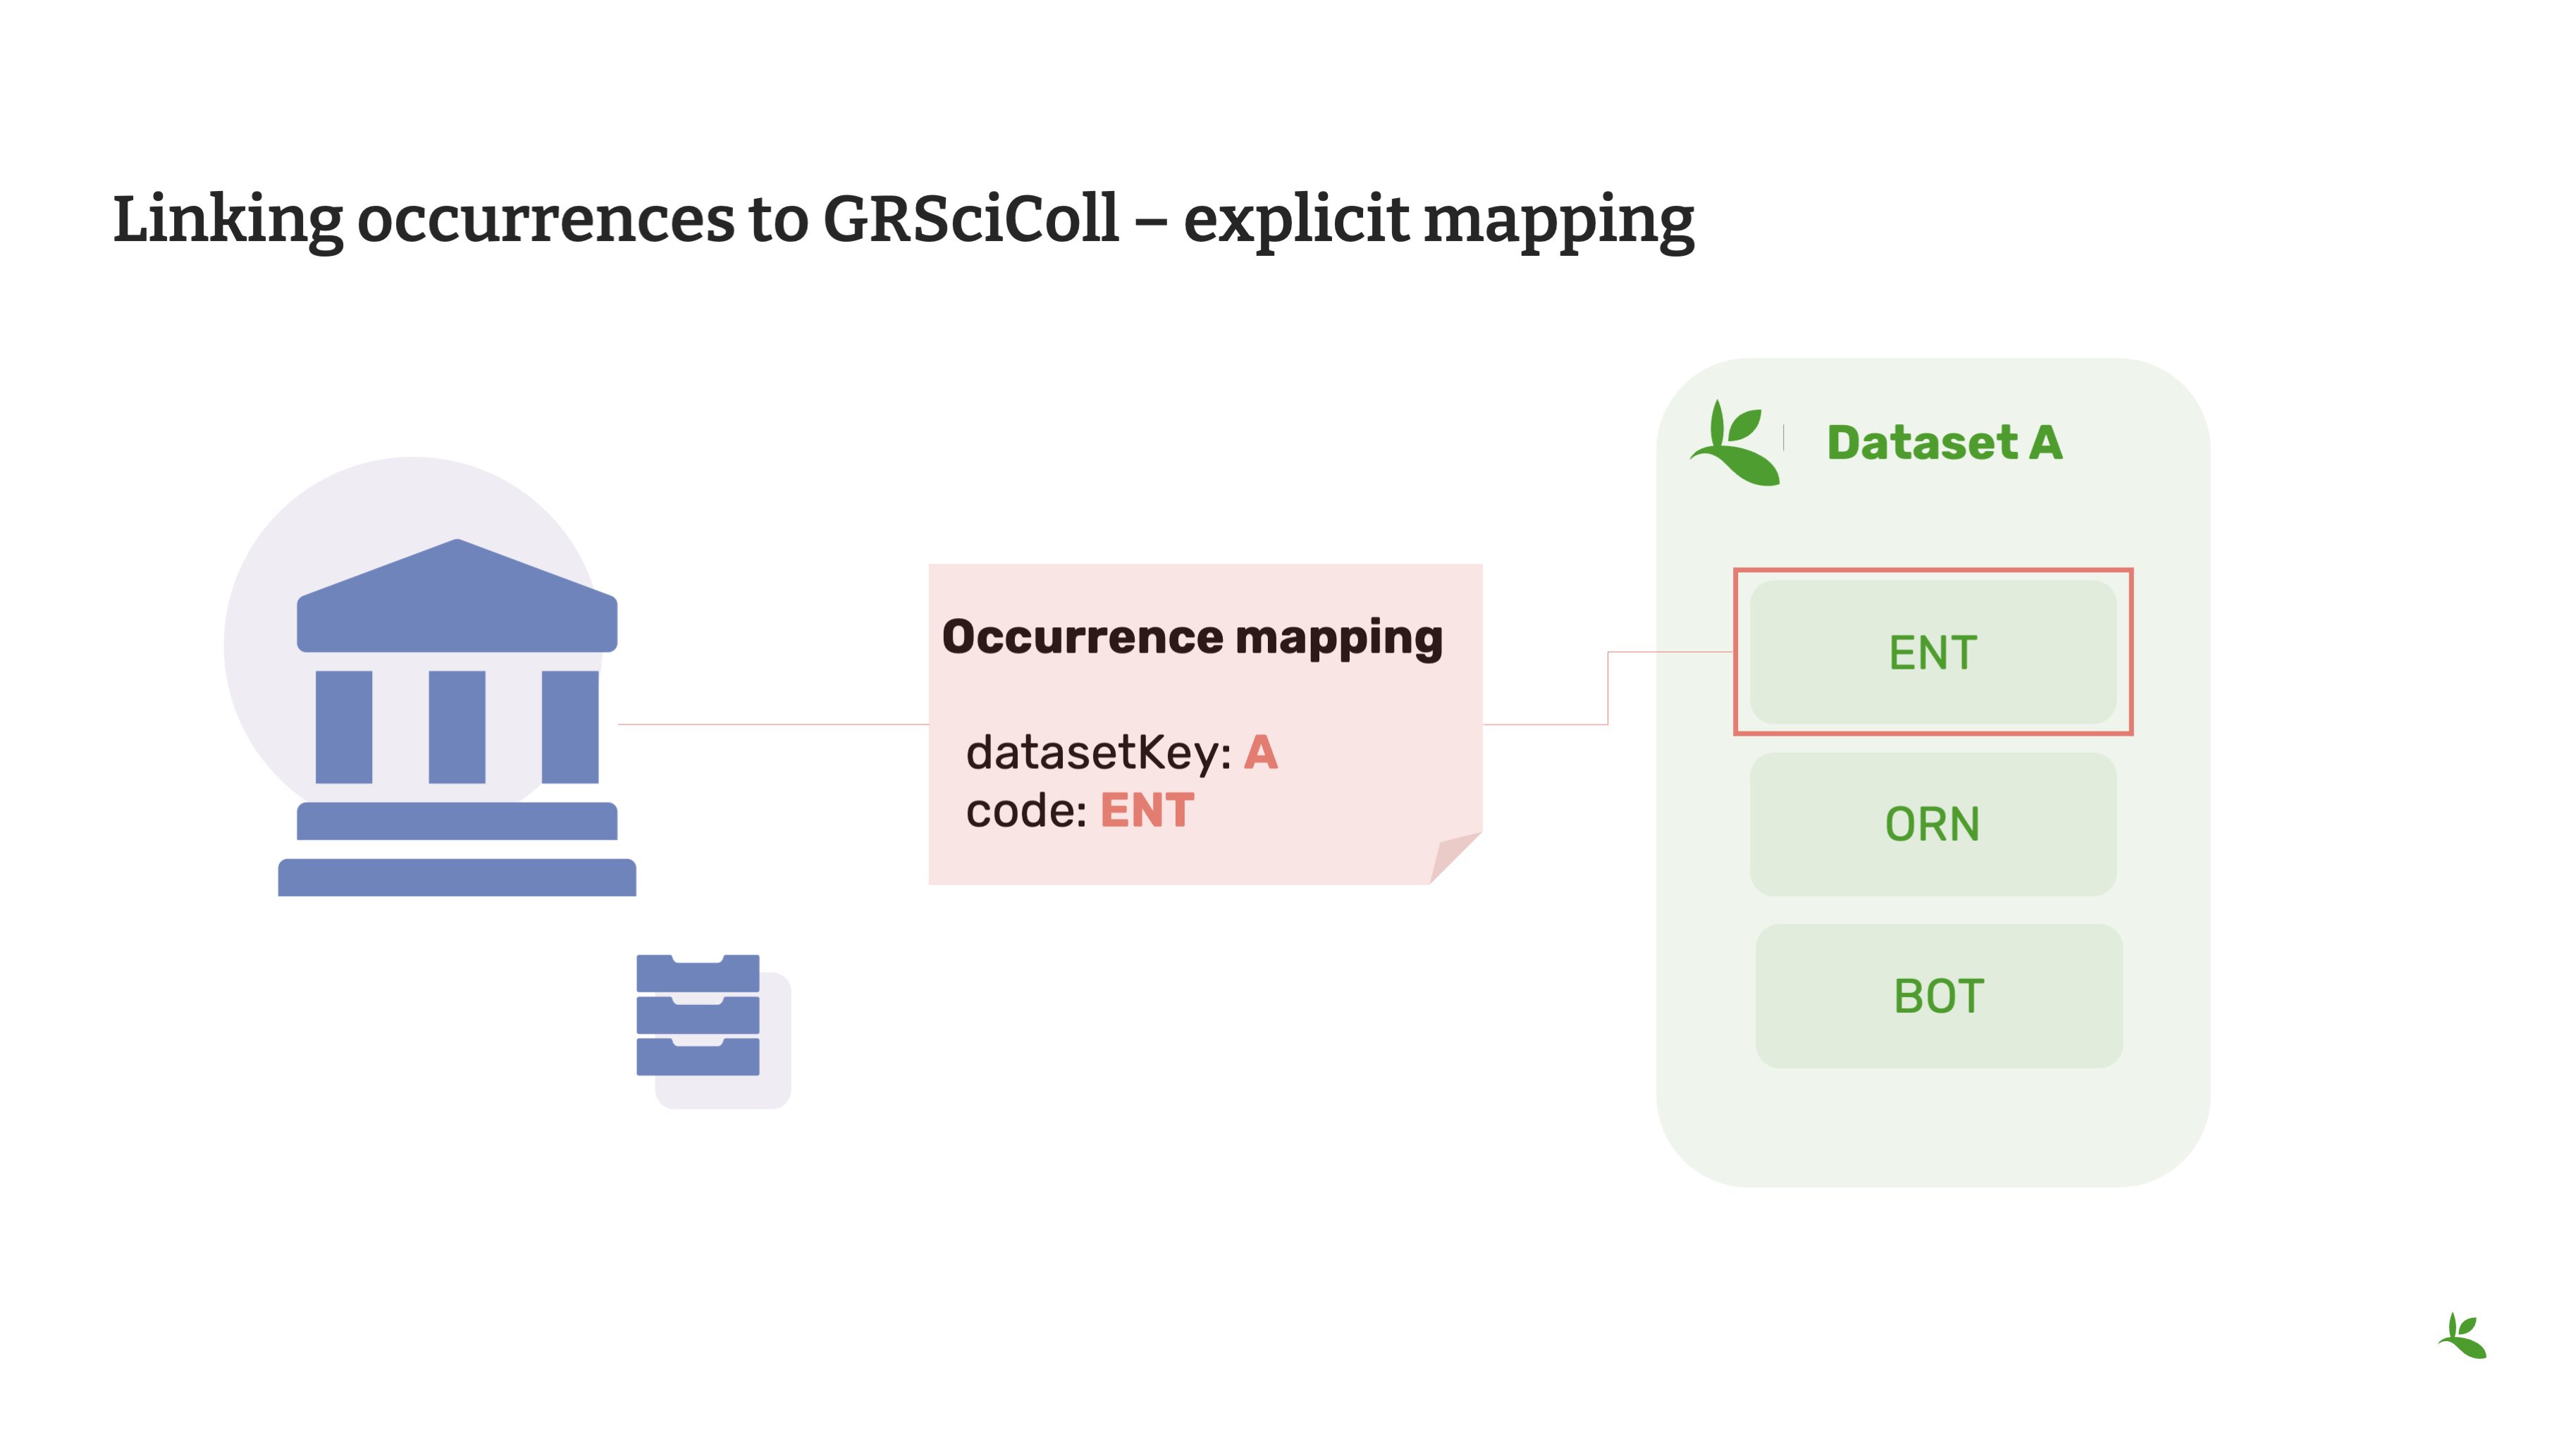 Linking occurrences to GRSciColl – explicit mapping
Occurrence mapping
datasetKey: A
code: ENT
Dataset A
ENT
ORN
BOT